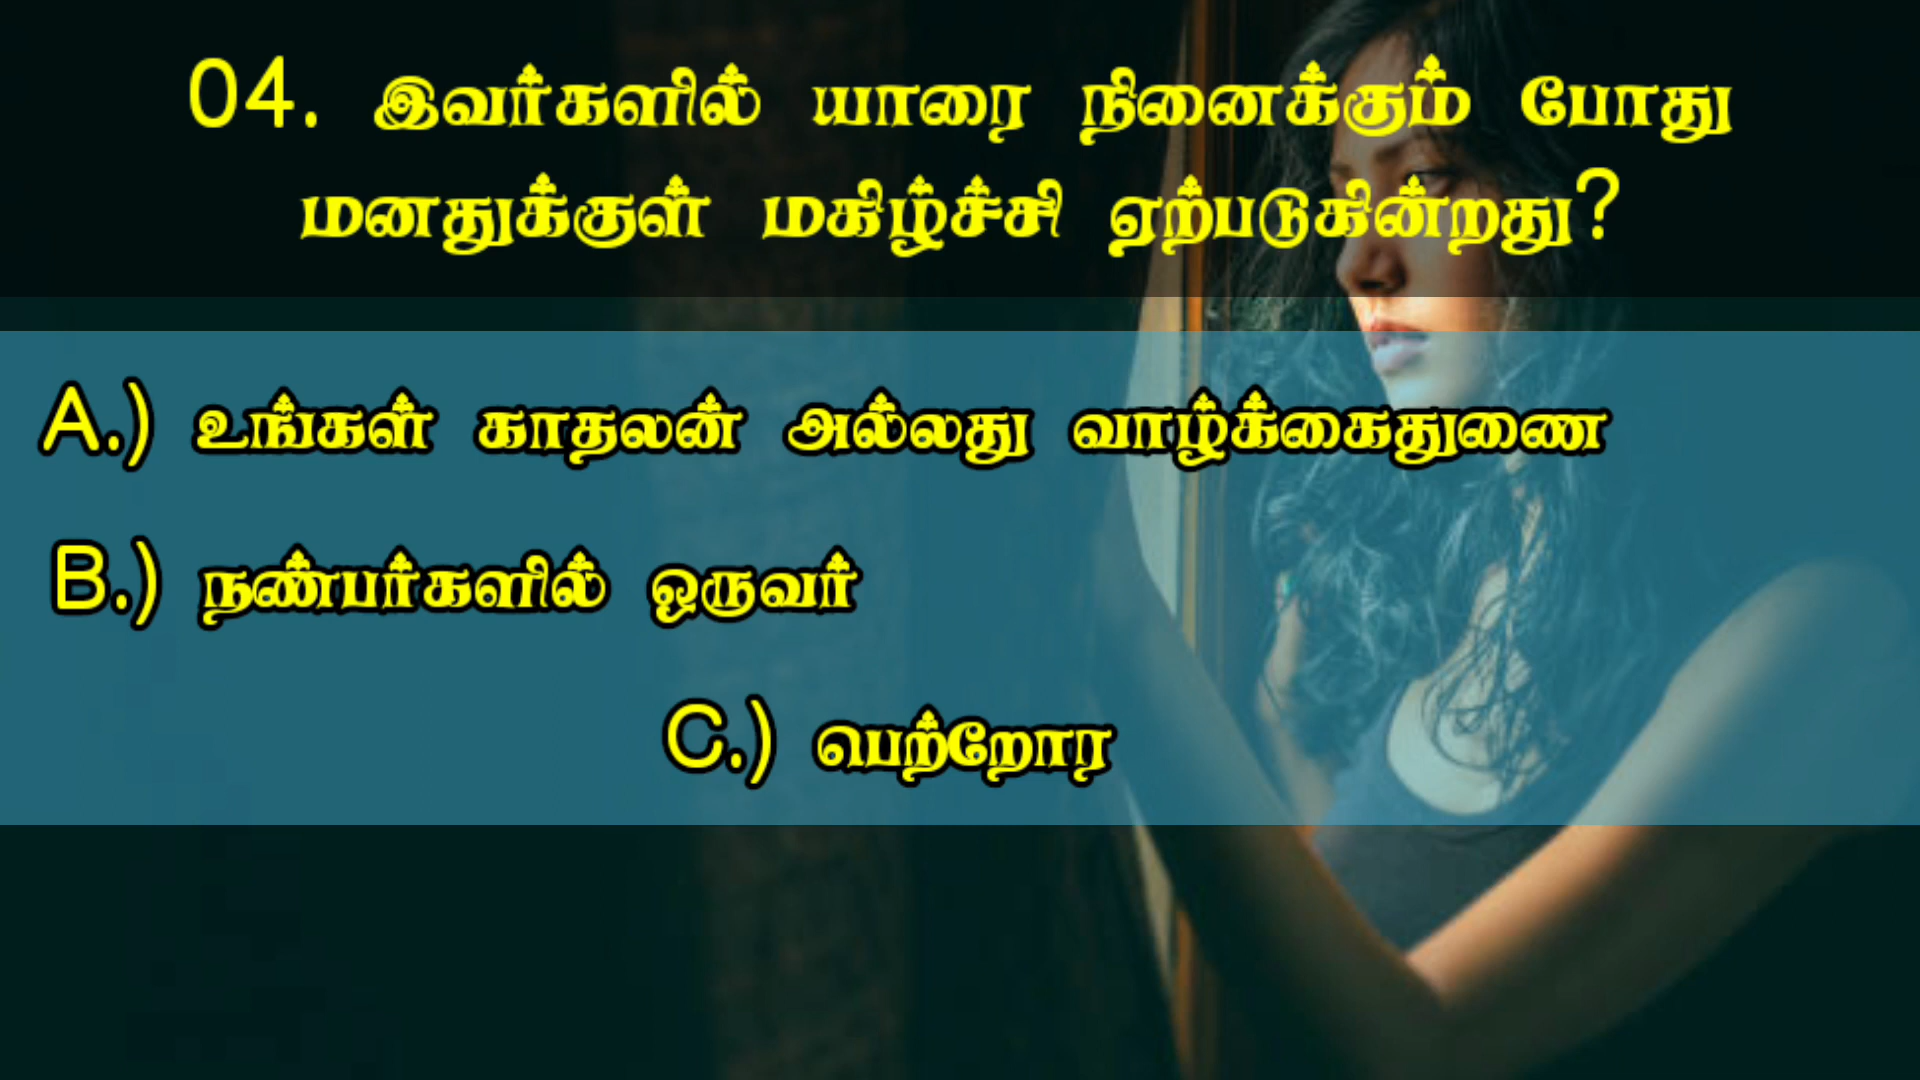 04. இவர்களில் யாரை நினைக்கும் போது
மனதுக்குள் மகிழ்ச்சி ஏற்படுகின்றது?
A.) உங்கள் காதலன் அல்லது வாழ்க்கைதுணை
B.) நண்பர்களில் ஒருவர்
C.) பெற்றோர